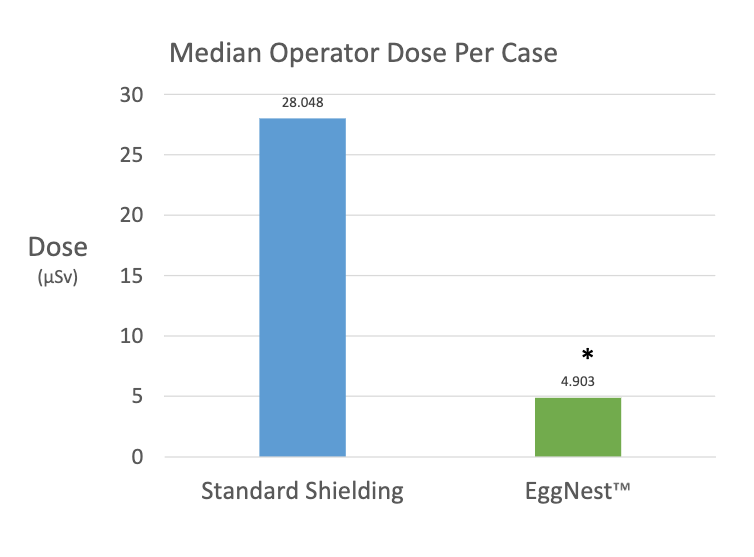 Median Operator Dose Per Case
30
28.048
25
20
Dose
(µSv)
15
10
*
4.903
5
0
Standard Shielding
EggNest™